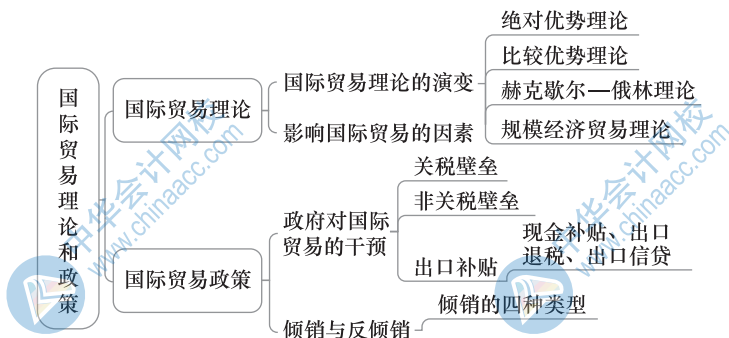 国际贸易理论和政策
国际贸易理论
国际贸易理论的演变
绝对优势理论
比较优势理论
赫克歇尔—俄林理论
规模经济贸易理论
影响国际贸易的因素
国际贸易政策
政府对国际
贸易的干预
关税壁垒
非关税壁垒
出口补贴
现金补贴、出口
退税、出口信贷
倾销与反倾销
倾销的四种类型
中华会计网校
www.chinaacc.com
中华会计网校
www.chinaacc.com